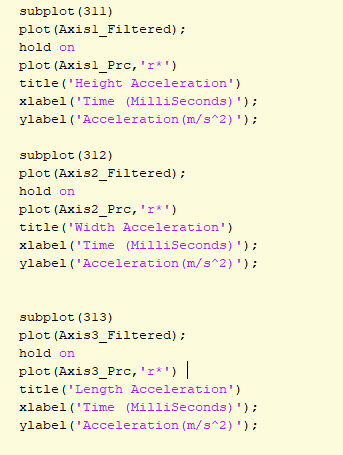 subplot(311)
plot(Axis1_Filtered);
hold on
plot(Axis1_Prc,'r*')
title('Height Acceleration')
xlabel('Time (MilliSeconds)');
ylabel('Acceleration(m/s^2)');
subplot(312)
plot(Axis2_Filtered);
hold on
plot(Axis2_Prc,'r*')
title('Width Acceleration')
xlabel('Time (MilliSeconds)');
ylabel('Acceleration(m/s^2)');
subplot(313)
plot(Axis3_Filtered);
hold on
plot(Axis3_Prc,'r*')
title('Length Acceleration')
xlabel('Time (MilliSeconds)');
ylabel('Acceleration(m/s^2)');